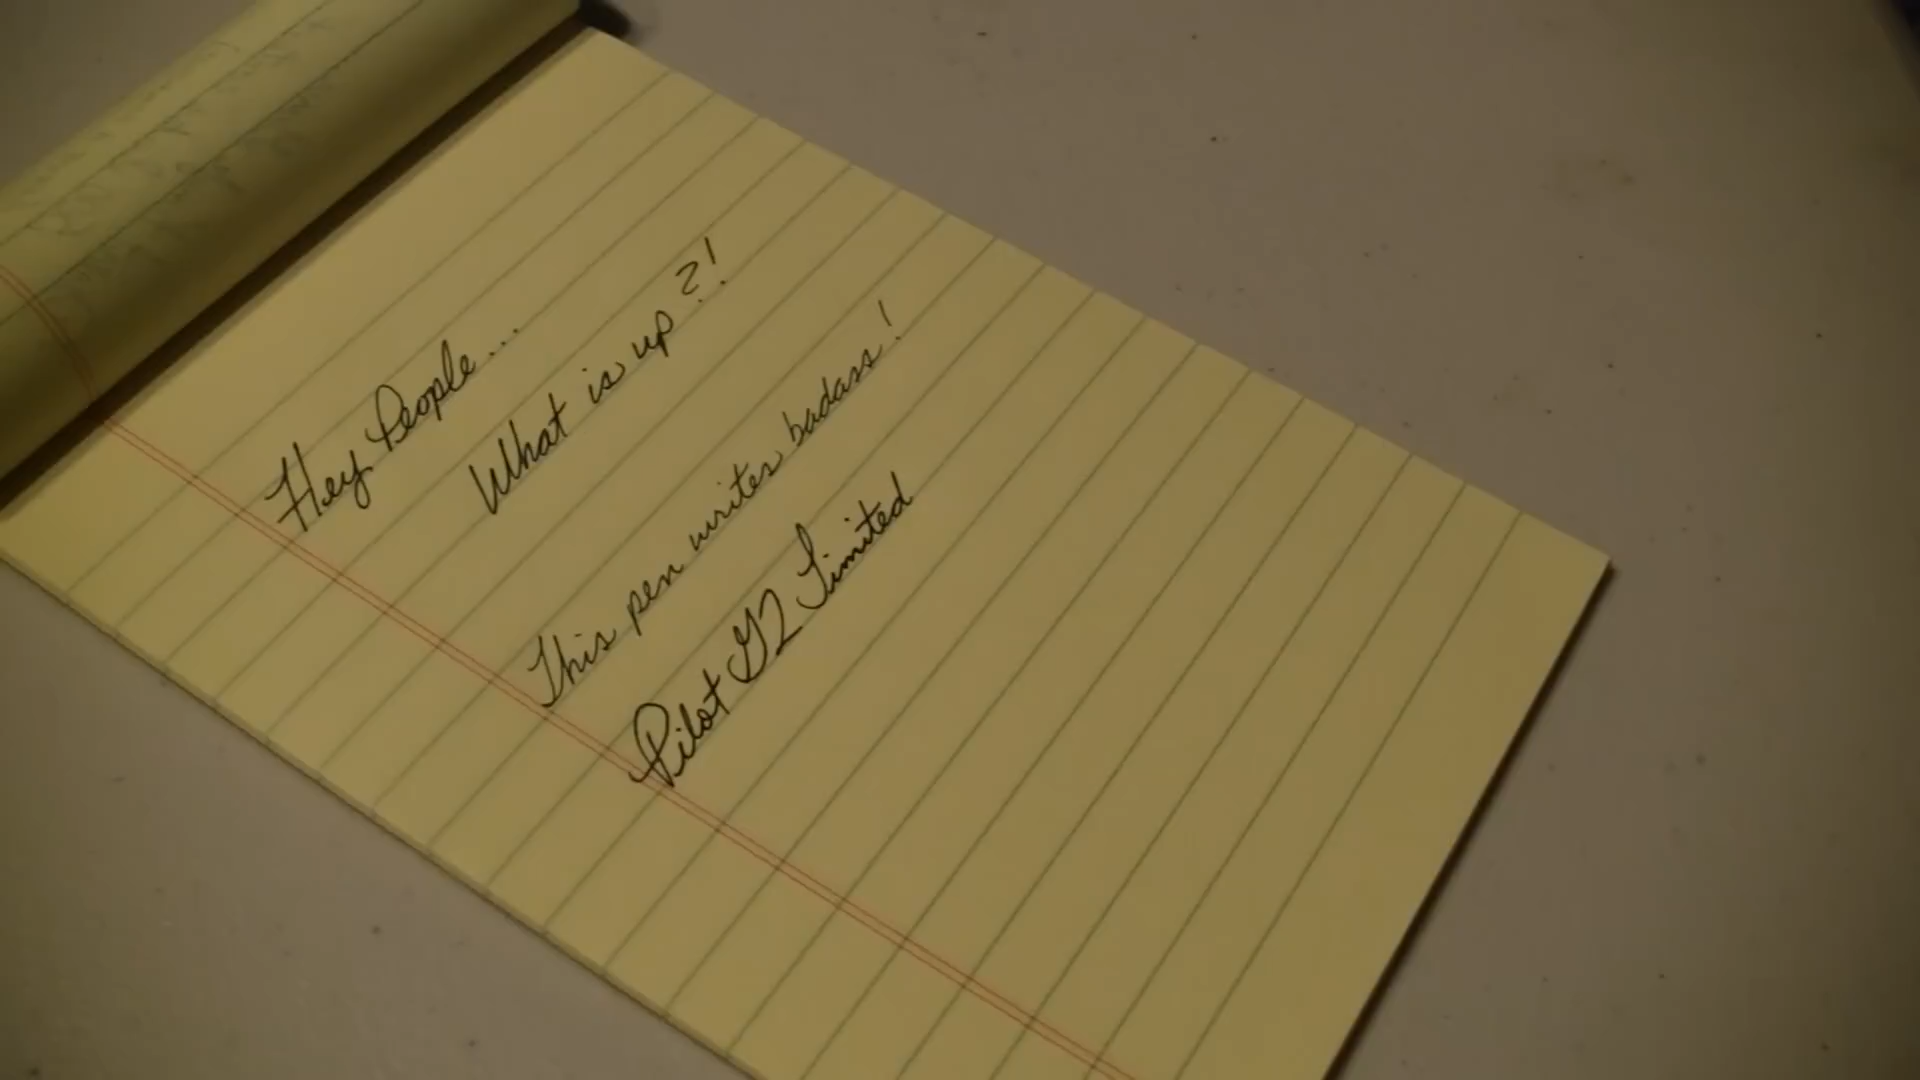 Hey People...
What is up?!
This pen writes badass!
Pilot G2 Limited